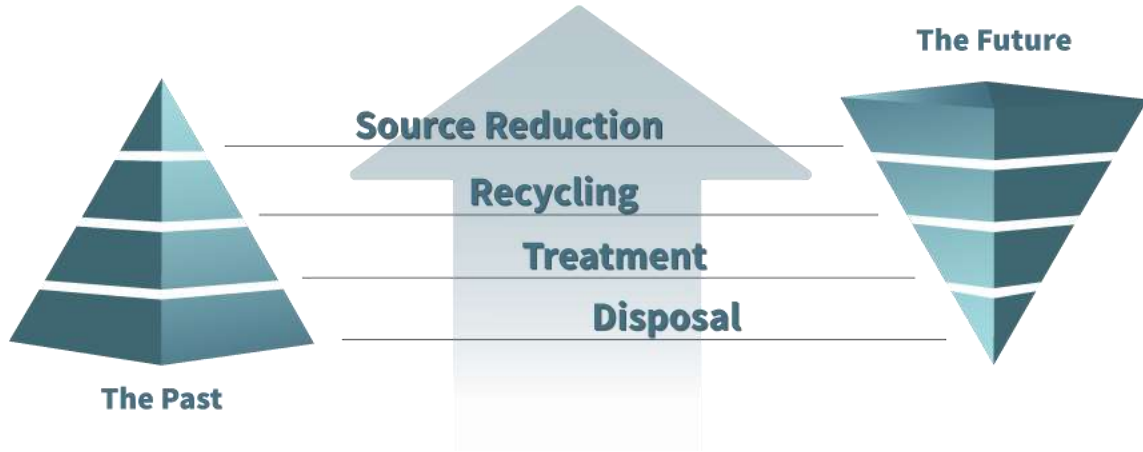 The Future
Source Reduction
Recycling
Treatment
Disposal
The Past